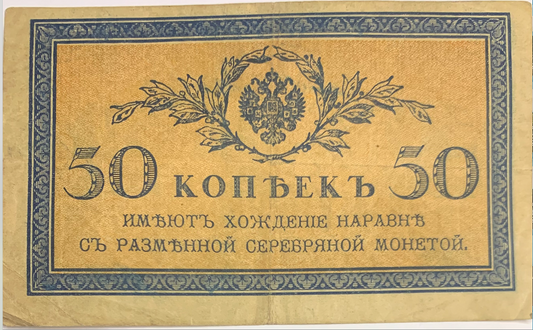 50 КОПѢЕКЪ 50
ИМѢЮТЪ ХОЖДЕНІЕ НАРАВНѢ
СЪ РАЗМѢННОЙ СЕРЕБРЯНОЙ МОНЕТОЙ.